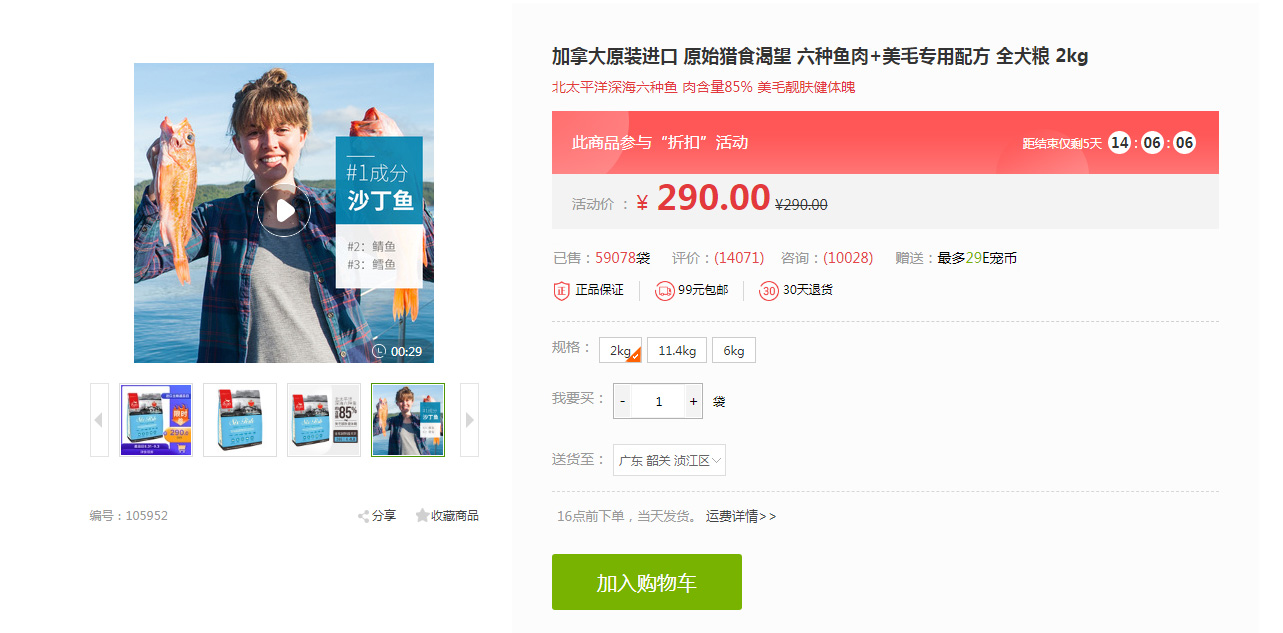 加拿大原装进口 原始猎食渴望 六种鱼肉+美毛专用配方 全犬粮 2kg
北太平洋深海六种鱼 肉含量85% 美毛靓肤健体魄
此商品参与“折扣”活动
距结束仅剩5天 14 : 06 : 06
活动价 : ¥ 290.00 ¥290.00
已售：59078袋 评价：(14071) 咨询：(10028) 赠送：最多29E宠币
正 正品保证 99元包邮 30 30天退货
规格： 2kg 11.4kg 6kg
我要买： - 1 + 袋
送货至： 广东 韶关 浈江区
16点前下单，当天发货。 运费详情>>
加入购物车
#1成分
沙丁鱼
#2：鲭鱼
#3：鳕鱼
00:29
85%
编号：105952
分享
收藏商品